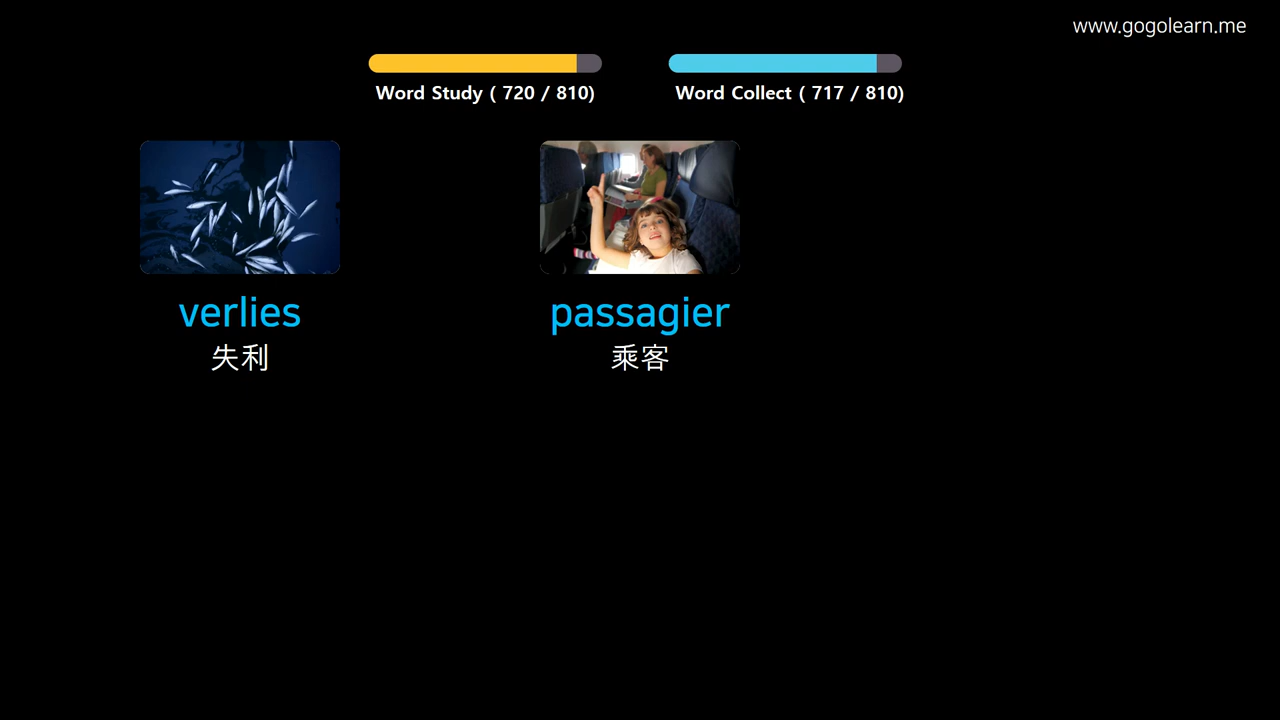 www.gogolearn.me
Word Study ( 720 / 810)
Word Collect ( 717 / 810)
verlies
失利
passagier
乘客